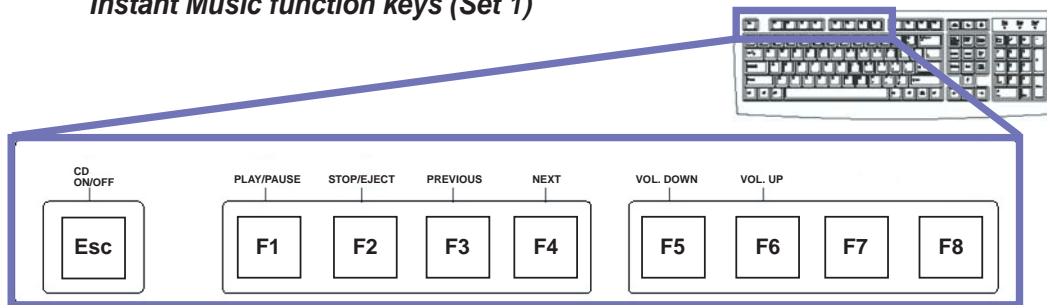 Instant Music function keys (Set 1)
CD
ON/OFF
PLAY/PAUSE STOP/EJECT PREVIOUS NEXT VOL. DOWN VOL. UP
Esc F1 F2 F3 F4 F5 F6 F7 F8